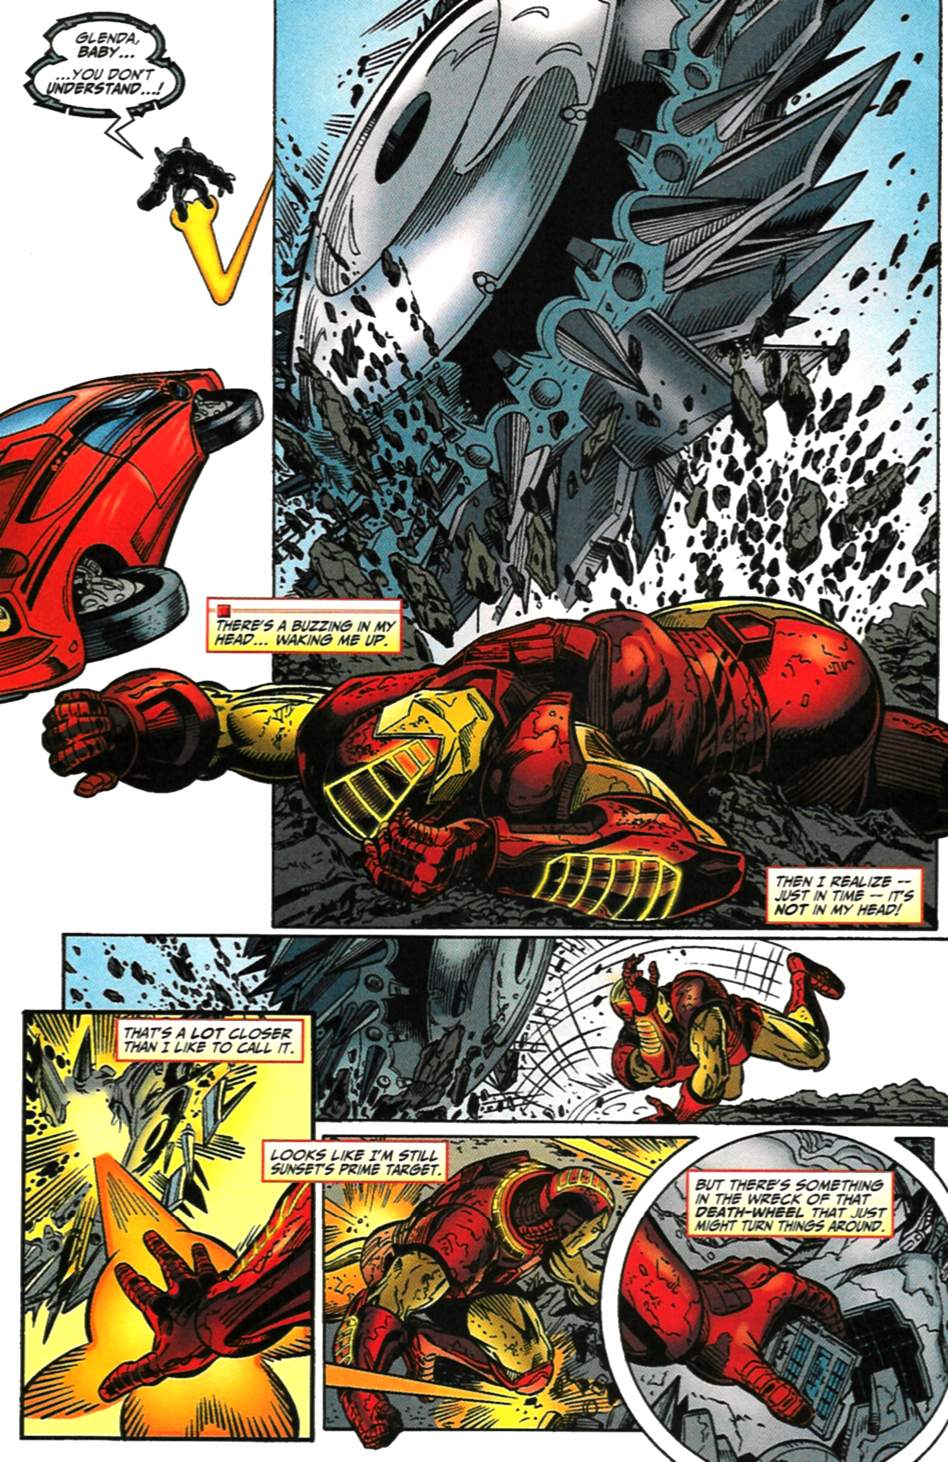 GLENDA,
BABY...
...YOU DON'T
UNDERSTAND...!
THERE'S A BUZZING IN MY
HEAD... WAKING ME UP.
THEN I REALIZE --
JUST IN TIME -- IT'S
NOT IN MY HEAD!
THAT'S A LOT CLOSER
THAN I LIKE TO CALL IT.
LOOKS LIKE I'M STILL
SUNSET'S PRIME TARGET.
BUT THERE'S SOMETHING
IN THE WRECK OF THAT
DEATH-WHEEL THAT JUST
MIGHT TURN THINGS AROUND.